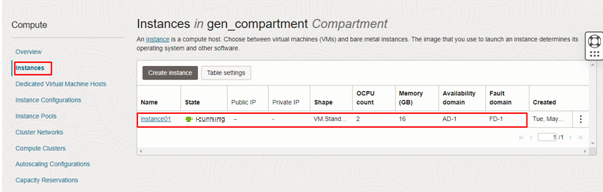 Compute
Overview
Instances
Dedicated Virtual Machine Hosts
Instance Configurations
Instance Pools
Cluster Networks
Compute Clusters
Autoscaling Configurations
Capacity Reservations
Instances in gen_compartment Compartment
An instance is a compute host. Choose between virtual machines (VMs) and bare metal instances. The image that you use to launch an instance determines its
operating system and other software.
Create instance Table settings
Name State Public IP Private IP Shape OCPU count Memory (GB) Availability domain Fault domain Created
instance01 Running – - VM.Stand... 2 16 AD-1 FD-1 Tue, May...
1 /1